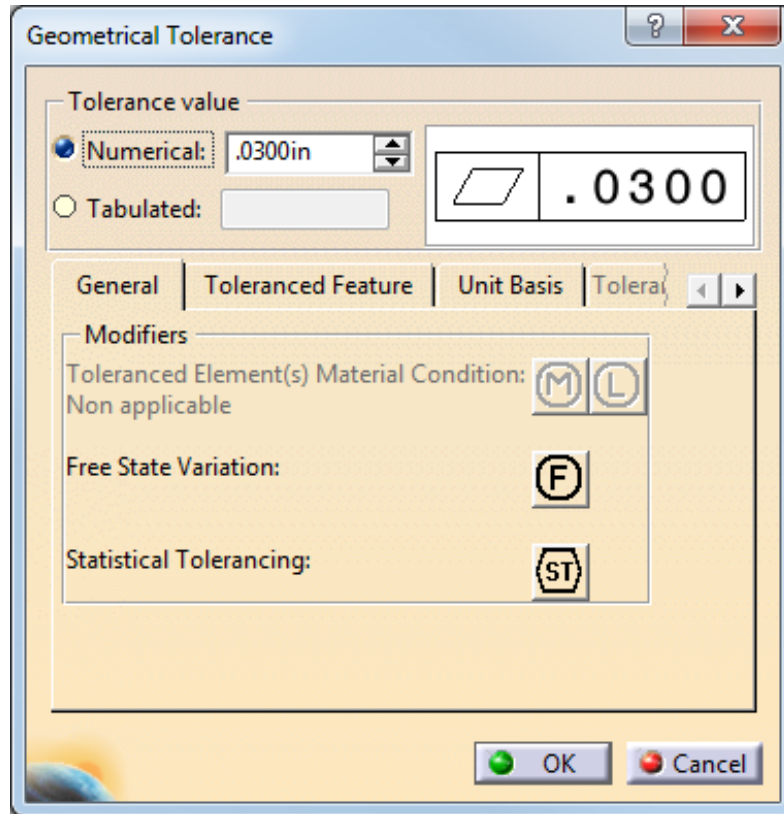 Geometrical Tolerance
?
X
Tolerance value
Numerical:
.0300in
.0300
Tabulated:
General
Toleranced Feature
Unit Basis
Modifiers
Toleranced Element(s) Material Condition:
Non applicable
M
L
Free State Variation:
F
Statistical Tolerancing:
ST
OK
Cancel